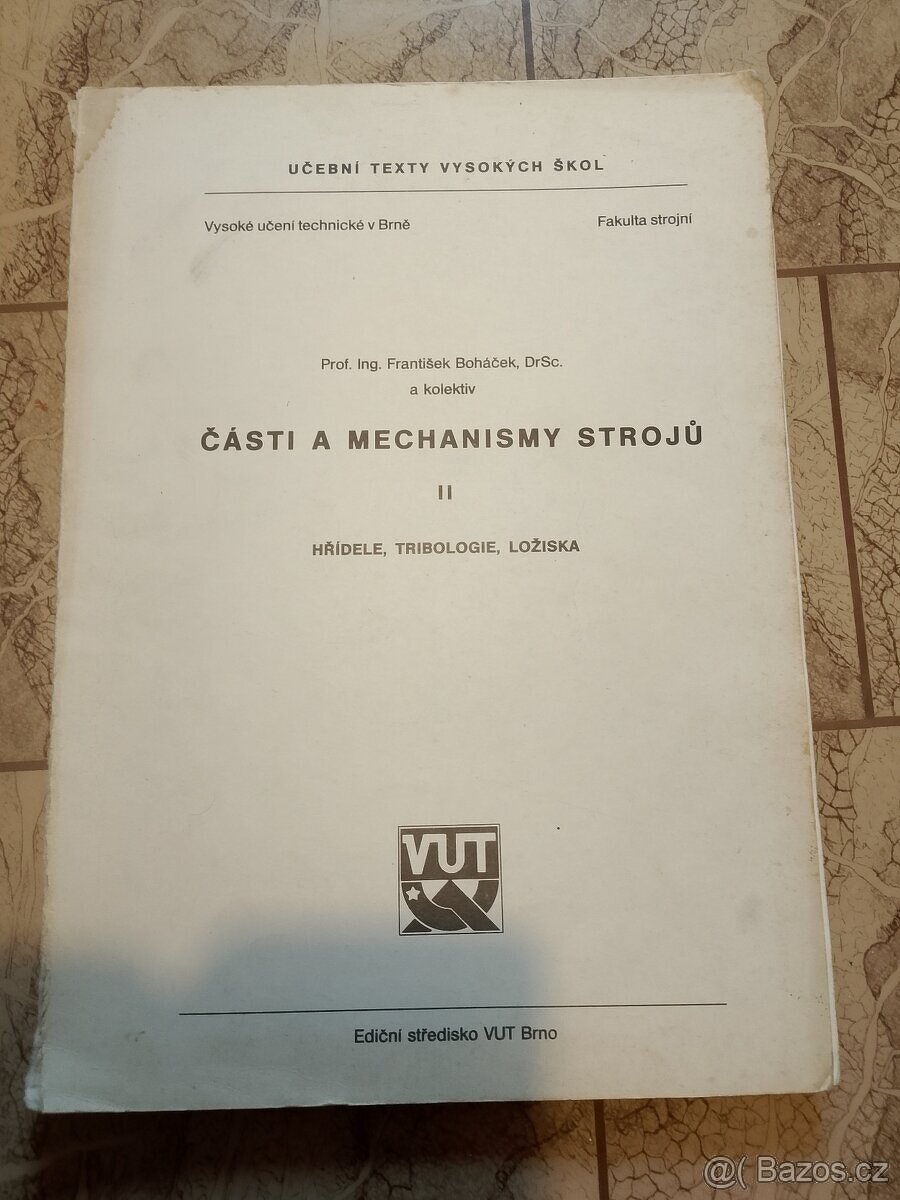 UČEBNÍ TEXTY VYSOKÝCH ŠKOL
Vysoké učení technické v Brně Fakulta strojní
Prof. Ing. František Boháček, DrSc.
a kolektiv
ČÁSTI A MECHANISMY STROJŮ
II
HŘÍDELE, TRIBOLOGIE, LOŽISKA
VUT
Ediční středisko VUT Brno
@( Bazos.cz